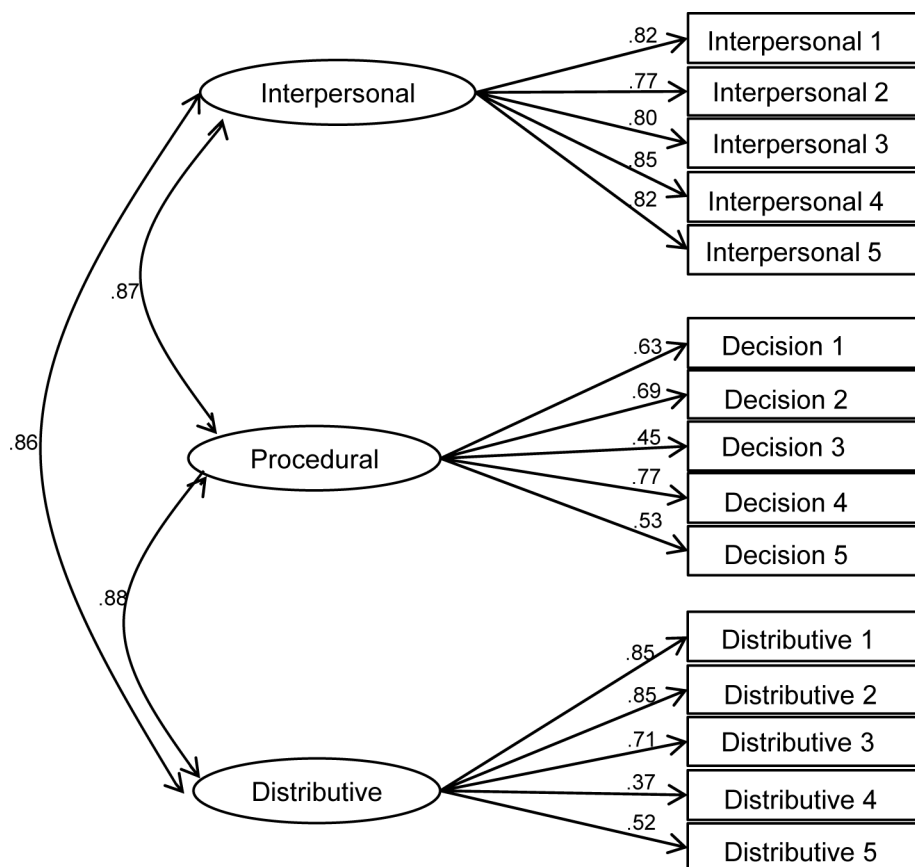 .82
Interpersonal 1
Interpersonal
.77
Interpersonal 2
.80
Interpersonal 3
.85
Interpersonal 4
.82
Interpersonal 5
.87
.63
Decision 1
.69
Decision 2
.86
Procedural
.45
Decision 3
.77
Decision 4
.53
Decision 5
.88
.85
Distributive 1
.85
Distributive 2
.71
Distributive 3
Distributive
.37
Distributive 4
.52
Distributive 5